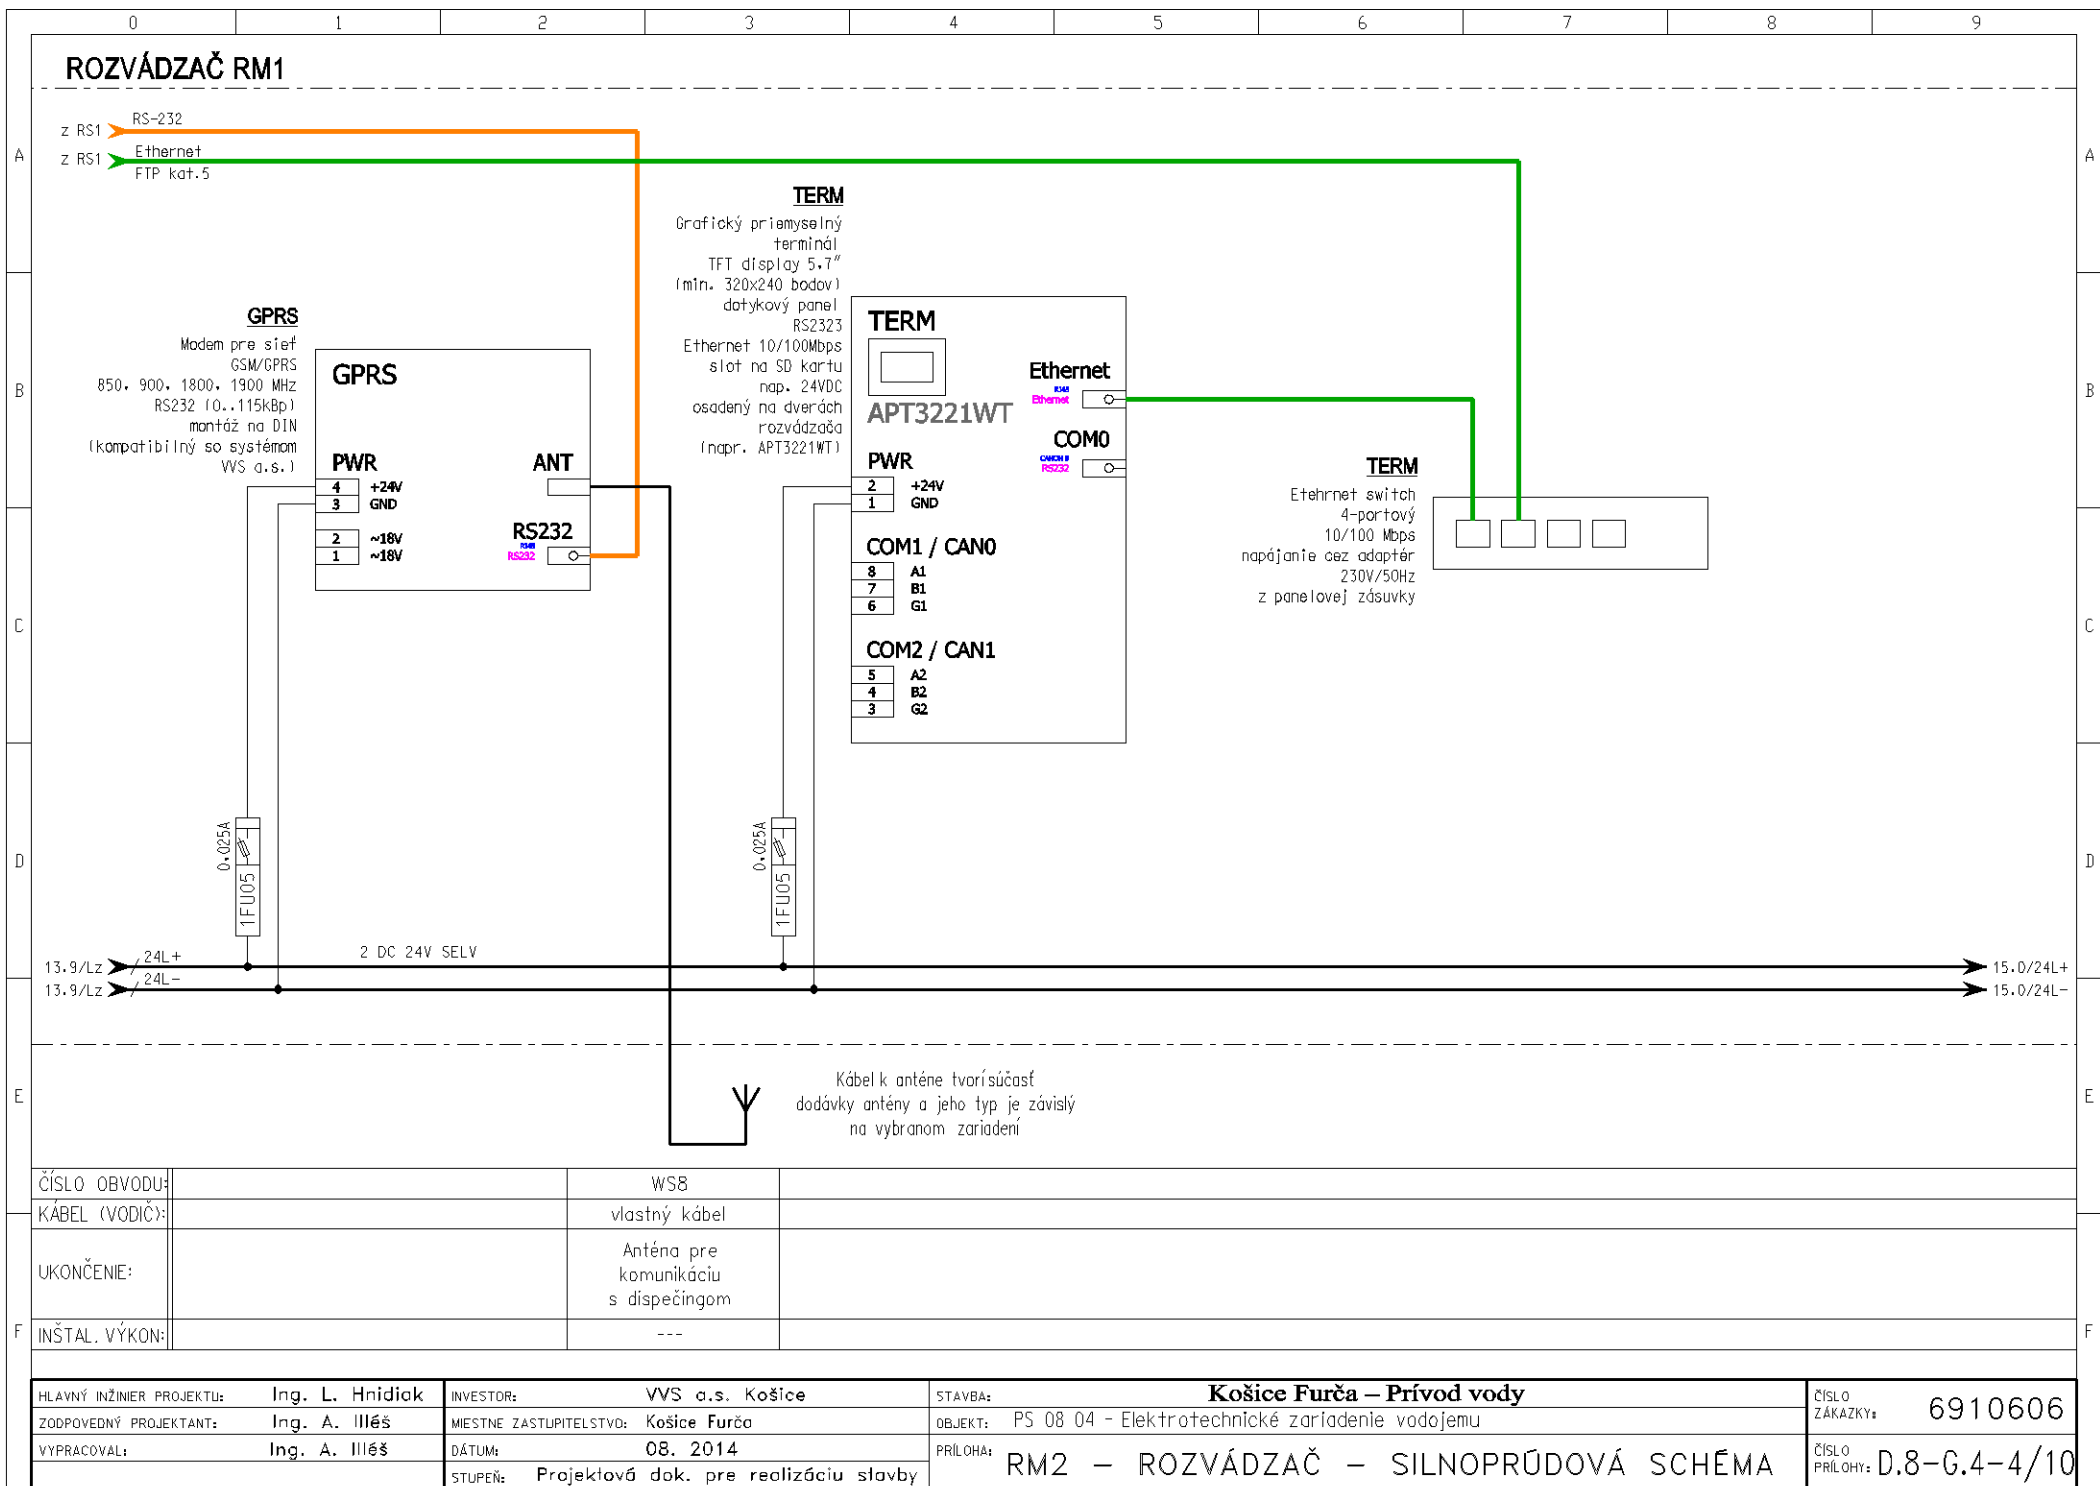 0 1 2 3 4 5 6 7 8 9
ROZVÁDZAČ RM1
z RS1 RS-232
z RS1 Ethernet
FTP kat.5
A A
TERM
Grafický priemyselný
terminál
TFT display 5.7"
(min. 320x240 bodov)
dotykový panel
RS2323
Ethernet 10/100Mbps
slot na SD kartu
nap. 24VDC
osadený na dverách
rozvádzača
(napr. APT3221WT)
GPRS
Modem pre sieť
GSM/GPRS
850, 900, 1800, 1900 MHz
RS232 (0..115kBp)
montáž na DIN
(kompatibilný so systémom
VVS a.s.)
B B
GPRS
PWR ANT
4 +24V
3 GND
2 ~18V
1 ~18V
RS232
RJ45
RS232
TERM
APT3221WT
Ethernet
RJ45
Ethernet
COM0
CANON 9
RS232
PWR
2 +24V
1 GND
COM1 / CAN0
8 A1
7 B1
6 G1
COM2 / CAN1
5 A2
4 B2
3 G2
TERM
Etehrnet switch
4-portový
10/100 Mbps
napájanie cez adaptér
230V/50Hz
z panelovej zásuvky
C C
0.025A
1FU05
0.025A
1FU05
D D
13.9/Lz 24L+ 2 DC 24V SELV 15.0/24L+
13.9/Lz 24L- 15.0/24L-
E E
Kábel k anténe tvorí súčasť
dodávky antény a jeho typ je závislý
na vybranom zariadení
ČÍSLO OBVODU: WS8
KÁBEL (VODIČ): vlastný kábel
UKONČENIE: Anténa pre
komunikáciu
s dispečingom
F F
INŠTAL. VÝKON: ---
HLAVNÝ INŽINIER PROJEKTU: Ing. L. Hnidiak
ZODPOVEDNÝ PROJEKTANT: Ing. A. Illéš
VYPRACOVAL: Ing. A. Illéš
INVESTOR: VVS a.s. Košice
MIESTNE ZASTUPITELSTVO: Košice Furča
DÁTUM: 08. 2014
STUPEŇ: Projektová dok. pre realizáciu stavby
STAVBA: Košice Furča – Prívod vody
OBJEKT: PS 08 04 - Elektrotechnické zariadenie vodojemu
PRÍLOHA: RM2 – ROZVÁDZAČ – SILNOPRÚDOVÁ SCHÉMA
ČÍSLO
ZÁKAZKY: 6910606
ČÍSLO
PRÍLOHY: D.8-G.4-4/10